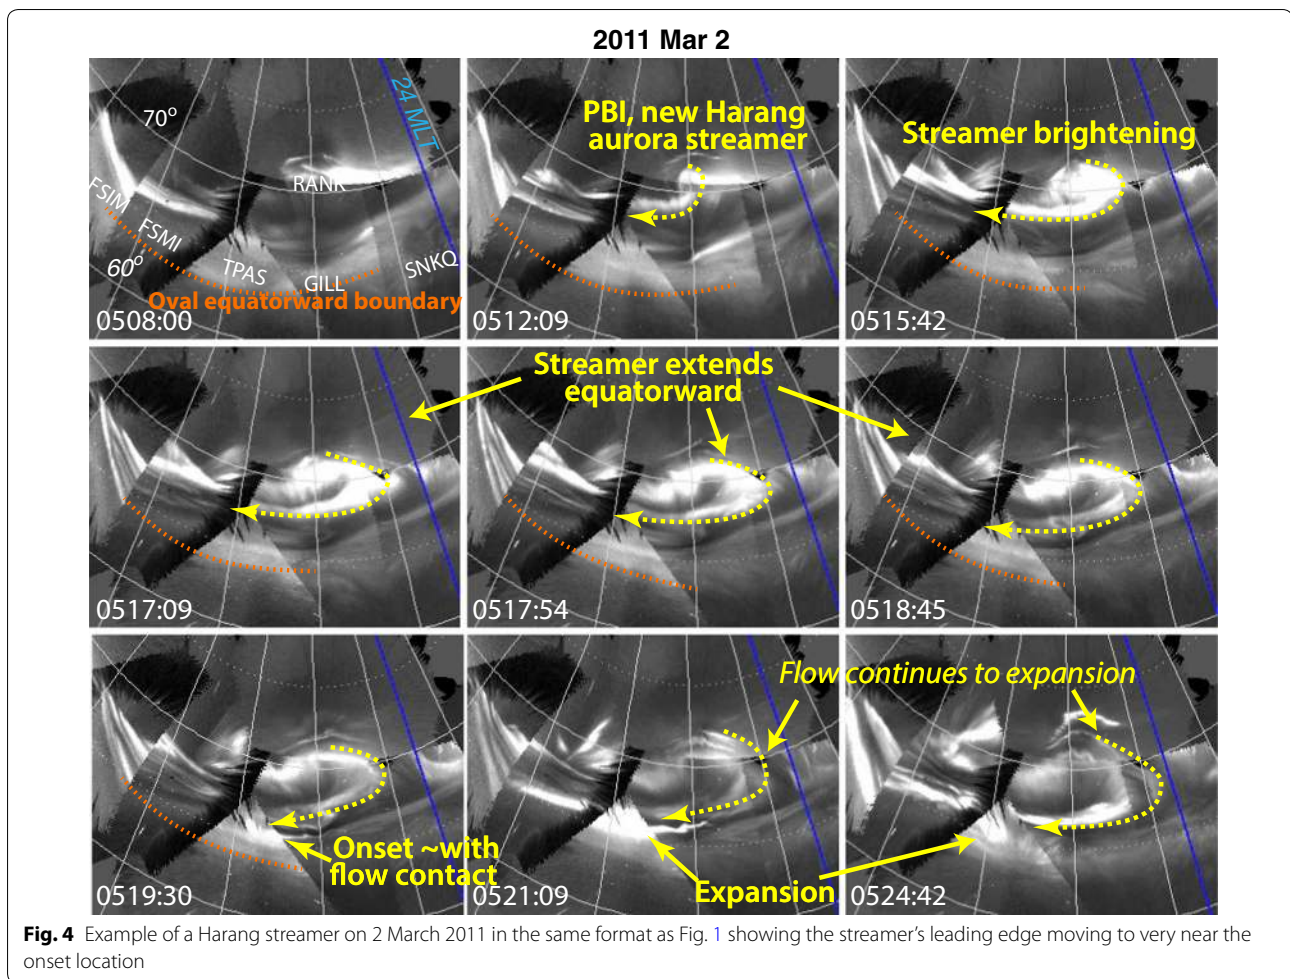 2011 Mar 2
24 MLT
70º
RANK
FSIM
FSMI
60º
TPAS
GILL
SNKQ
Oval equatorward boundary
0508:00
PBI, new Harang
aurora streamer
0512:09
Streamer brightening
0515:42
Streamer extends
equatorward
0517:09
0517:54
0518:45
Flow continues to expansion
Onset ~with
flow contact
0519:30
Expansion
0521:09
0524:42
Fig. 4 Example of a Harang streamer on 2 March 2011 in the same format as Fig. 1 showing the streamer's leading edge moving to very near the
onset location